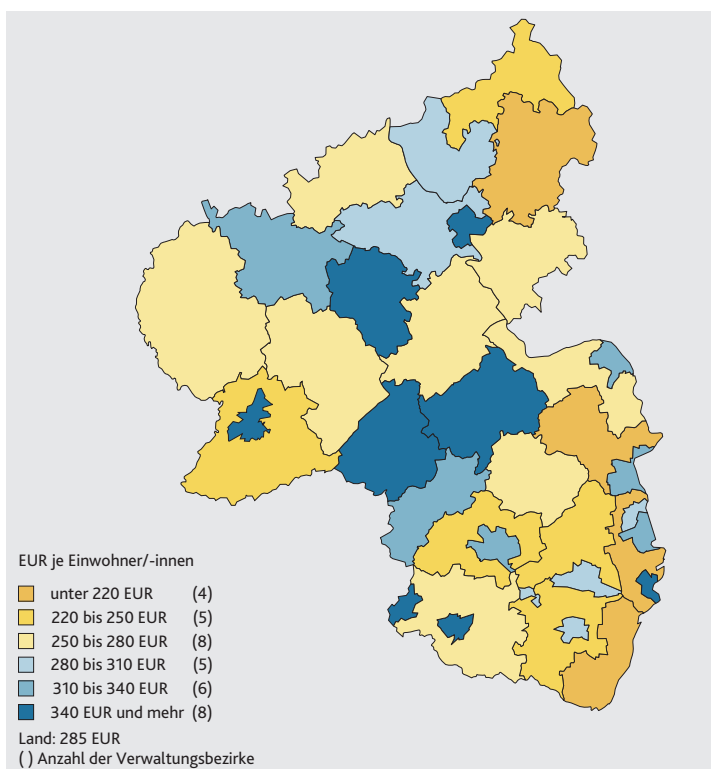 EUR je Einwohner/-innen
unter 220 EUR (4)
220 bis 250 EUR (5)
250 bis 280 EUR (8)
280 bis 310 EUR (5)
310 bis 340 EUR (6)
340 EUR und mehr (8)
Land: 285 EUR
( ) Anzahl der Verwaltungsbezirke